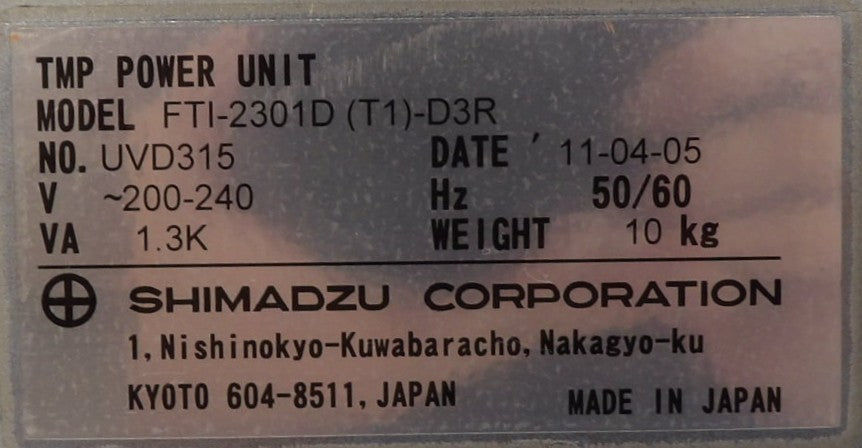 TMP POWER UNIT
MODEL FTI-2301D (T1)-D3R
NO. UVD315 DATE ' 11-04-05
V ~200-240 Hz 50/60
VA 1.3K WEIGHT 10 kg
SHIMADZU CORPORATION
1, Nishinokyo-Kuwabaracho, Nakagyo-ku
KYOTO 604-8511, JAPAN MADE IN JAPAN